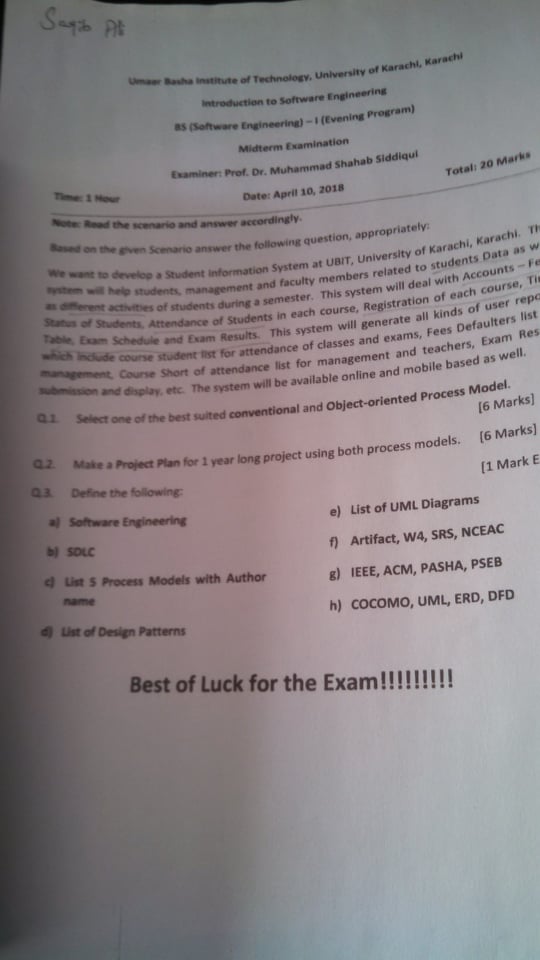 Umaer Basha Institute of Technology, University of Karachi, Karachi
Introduction to Software Engineering
BS (Software Engineering) – I (Evening Program)
Midterm Examination
Examiner: Prof. Dr. Muhammad Shahab Siddiqui
Total: 20 Marks
Time: 1 Hour
Date: April 10, 2018
Note: Read the scenario and answer accordingly.
Based on the given Scenario answer the following question, appropriately:
We want to develop a Student Information System at UBIT, University of Karachi, Karachi. Th
system will help students, management and faculty members related to students Data as w
as different activities of students during a semester. This system will deal with Accounts – Fe
Status of Students, Attendance of Students in each course, Registration of each course, Ti
Table, Exam Schedule and Exam Results. This system will generate all kinds of user repo
which include course student list for attendance of classes and exams, Fees Defaulters list
management, Course Short of attendance list for management and teachers, Exam Res
submission and display, etc. The system will be available online and mobile based as well.
Q.1. Select one of the best suited conventional and Object-oriented Process Model.
[6 Marks]
Q.2. Make a Project Plan for 1 year long project using both process models. [6 Marks]
Q.3. Define the following: [1 Mark E
a) Software Engineering
b) SDLC
c) List 5 Process Models with Author
name
d) List of Design Patterns
e) List of UML Diagrams
f) Artifact, W4, SRS, NCEAC
g) IEEE, ACM, PASHA, PSEB
h) COCOMO, UML, ERD, DFD
Best of Luck for the Exam!!!!!!!!!